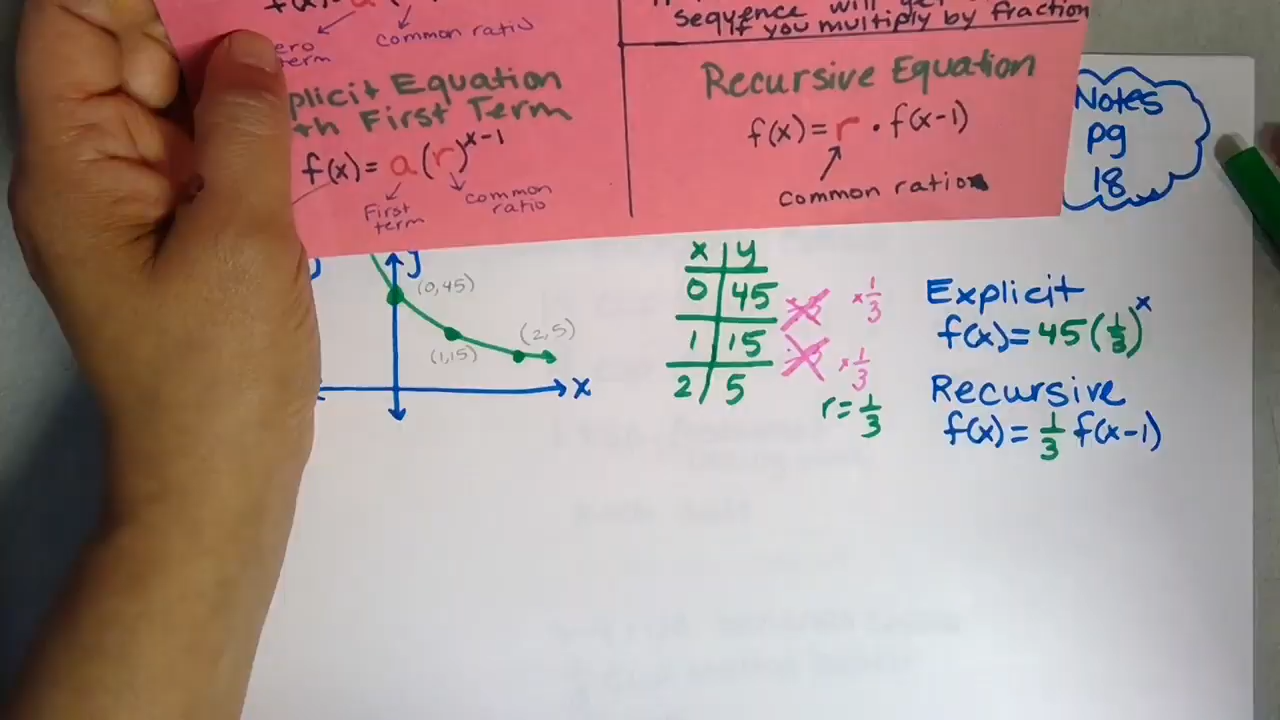 common ratio
term
sequence will
if you multiply by fraction
plicit Equation
th First Term
f(x) = a(r)^x-1
First
term
common
ratio
Recursive Equation
f(x) = r · f(x-1)
common ratio
Notes
pg
18
y
(0,45)
(1,15)
(2,5)
x
x | y
0 | 45
1 | 15
2 | 5
×1/3
×1/3
r = 1/3
Explicit
f(x) = 45(1/3)^x
Recursive
f(x) = 1/3 f(x-1)